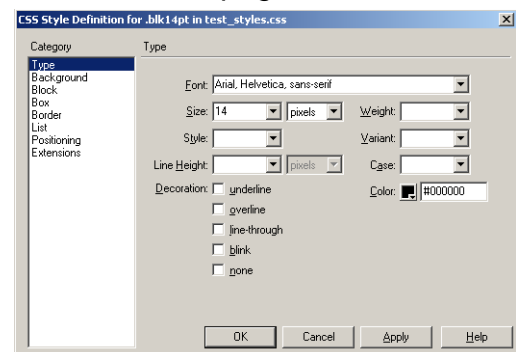 CSS Style Definition for .blk14pt in test_styles.css
Category
Type
Type
Background
Block
Box
Border
List
Positioning
Extensions
Font: Arial, Helvetica, sans-serif
Size: 14 pixels Weight:
Style: Variant:
Line Height: pixels Case:
Decoration: underline Color: #000000
overline
line-through
blink
none
OK Cancel Apply Help